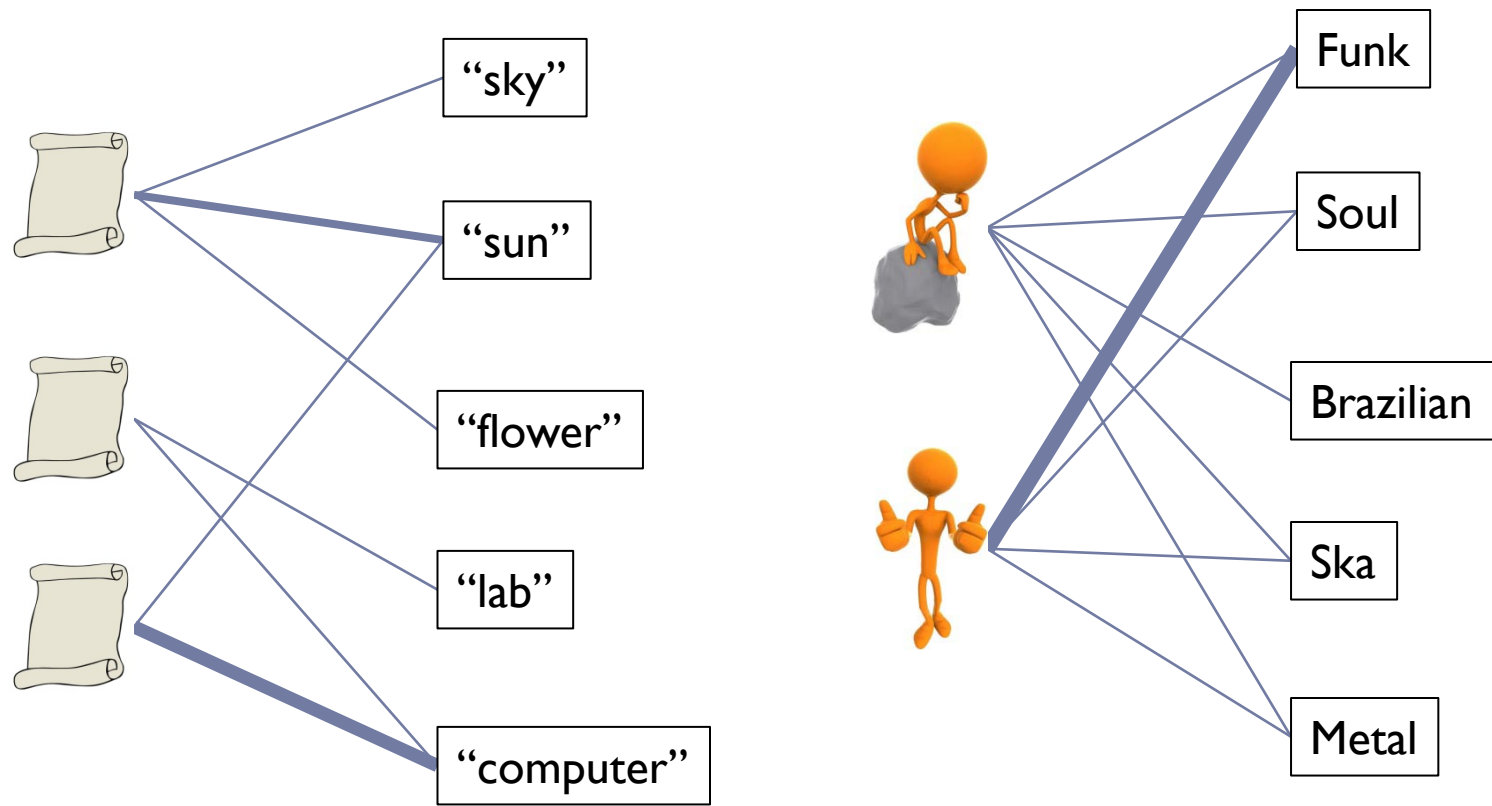 “sky”
“sun”
“flower”
“lab”
“computer”
Funk
Soul
Brazilian
Ska
Metal